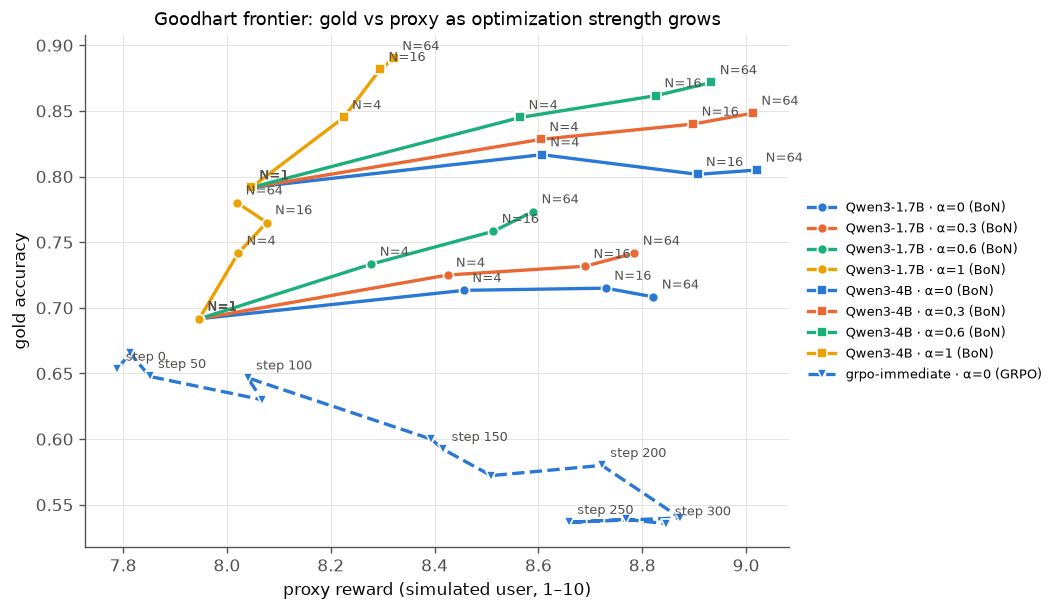 Goodhart frontier: gold vs proxy as optimization strength grows
0.90
0.85
0.80
0.75
0.70
0.65
0.60
0.55
gold accuracy
N=64
N=16
N=4
N=1
N=4
N=16
N=64
N=4
N=16
N=64
N=4
N=16
N=64
N=64
N=16
N=4
N=1
N=4
N=16
N=64
N=4
N=16
N=64
N=4
N=16
N=64
step 0
step 50
step 100
step 150
step 200
step 250
step 300
7.8
8.0
8.2
8.4
8.6
8.8
9.0
proxy reward (simulated user, 1–10)
Qwen3-1.7B · α=0 (BoN)
Qwen3-1.7B · α=0.3 (BoN)
Qwen3-1.7B · α=0.6 (BoN)
Qwen3-1.7B · α=1 (BoN)
Qwen3-4B · α=0 (BoN)
Qwen3-4B · α=0.3 (BoN)
Qwen3-4B · α=0.6 (BoN)
Qwen3-4B · α=1 (BoN)
grpo-immediate · α=0 (GRPO)